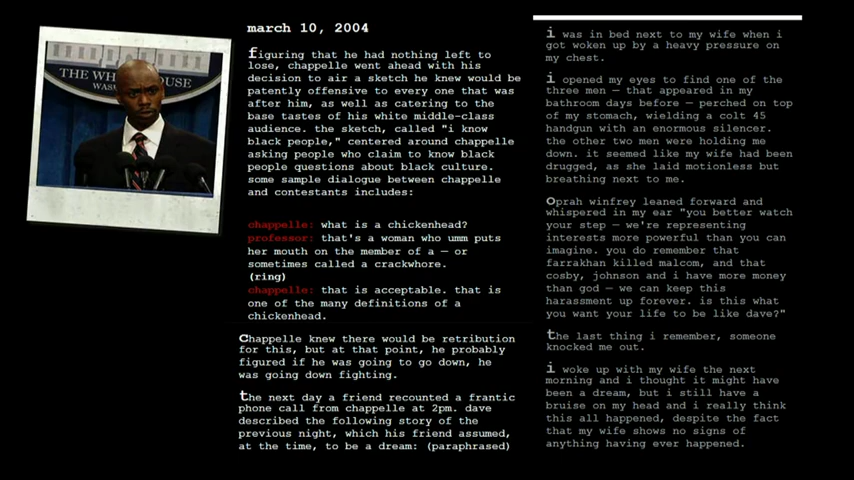 THE WHITE HOUSE
WASHINGTON
march 10, 2004
figuring that he had nothing left to
lose, chappelle went ahead with his
decision to air a sketch he knew would be
patently offensive to every one that was
after him, as well as catering to the
base tastes of his white middle-class
audience. the sketch, called "i know
black people," centered around chappelle
asking people who claim to know black
people questions about black culture.
some sample dialogue between chappelle
and contestants includes:
chappelle: what is a chickenhead?
professor: that's a woman who umm puts
her mouth on the member of a — or
sometimes called a crackwhore.
(ring)
chappelle: that is acceptable. that is
one of the many definitions of a
chickenhead.
Chappelle knew there would be retribution
for this, but at that point, he probably
figured if he was going to go down, he
was going down fighting.
the next day a friend recounted a frantic
phone call from chappelle at 2pm. dave
described the following story of the
previous night, which his friend assumed,
at the time, to be a dream: (paraphrased)
i was in bed next to my wife when i
got woken up by a heavy pressure on
my chest.
i opened my eyes to find one of the
three men — that appeared in my
bathroom days before — perched on top
of my stomach, wielding a colt 45
handgun with an enormous silencer.
the other two men were holding me
down. it seemed like my wife had been
drugged, as she laid motionless but
breathing next to me.
Oprah winfrey leaned forward and
whispered in my ear "you better watch
your step — we're representing
interests more powerful than you can
imagine. you do remember that
farrakhan killed malcom, and that
cosby, johnson and i have more money
than god — we can keep this
harassment up forever. is this what
you want your life to be like dave?"
the last thing i remember, someone
knocked me out.
i woke up with my wife the next
morning and i thought it might have
been a dream, but i still have a
bruise on my head and i really think
this all happened, despite the fact
that my wife shows no signs of
anything having ever happened.